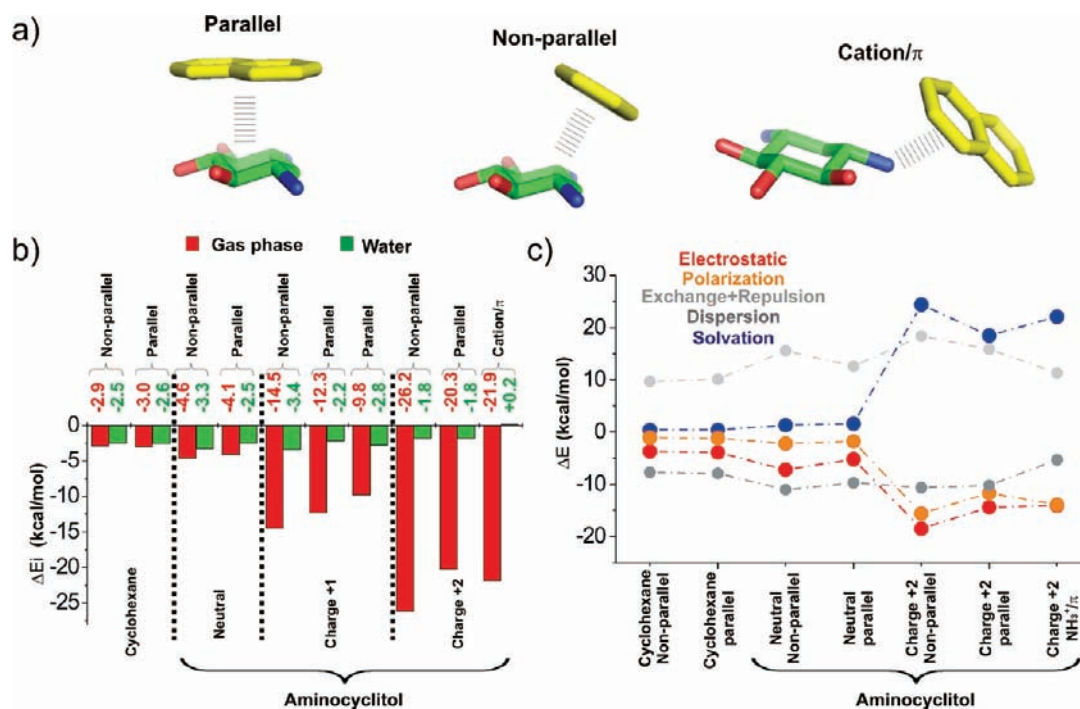 a)
Parallel
Non-parallel
Cation/π
b)
Gas phase
Water
Non-parallel
Parallel
Non-parallel
Parallel
Non-parallel
Parallel
Parallel
Non-parallel
Parallel
Cation/π
-2.9
-2.5
-3.0
-2.6
-4.6
-3.3
-4.1
-2.5
-14.5
-3.4
-12.3
-2.2
-9.8
-2.8
-26.2
-1.8
-20.3
-1.8
-21.9
+0.2
0
-5
-10
-15
-20
-25
ΔEi (kcal/mol)
Cyclohexane
Neutral
Charge +1
Charge +2
Aminocyclitol
c)
Electrostatic
Polarization
Exchange+Repulsion
Dispersion
Solvation
30
20
10
0
-10
-20
ΔE (kcal/mol)
Cyclohexane
Non-parallel
Cyclohexane
parallel
Neutral
Non-parallel
Neutral
parallel
Charge +2
Non-parallel
Charge +2
parallel
Charge +2
NH₃⁺/π
Aminocyclitol